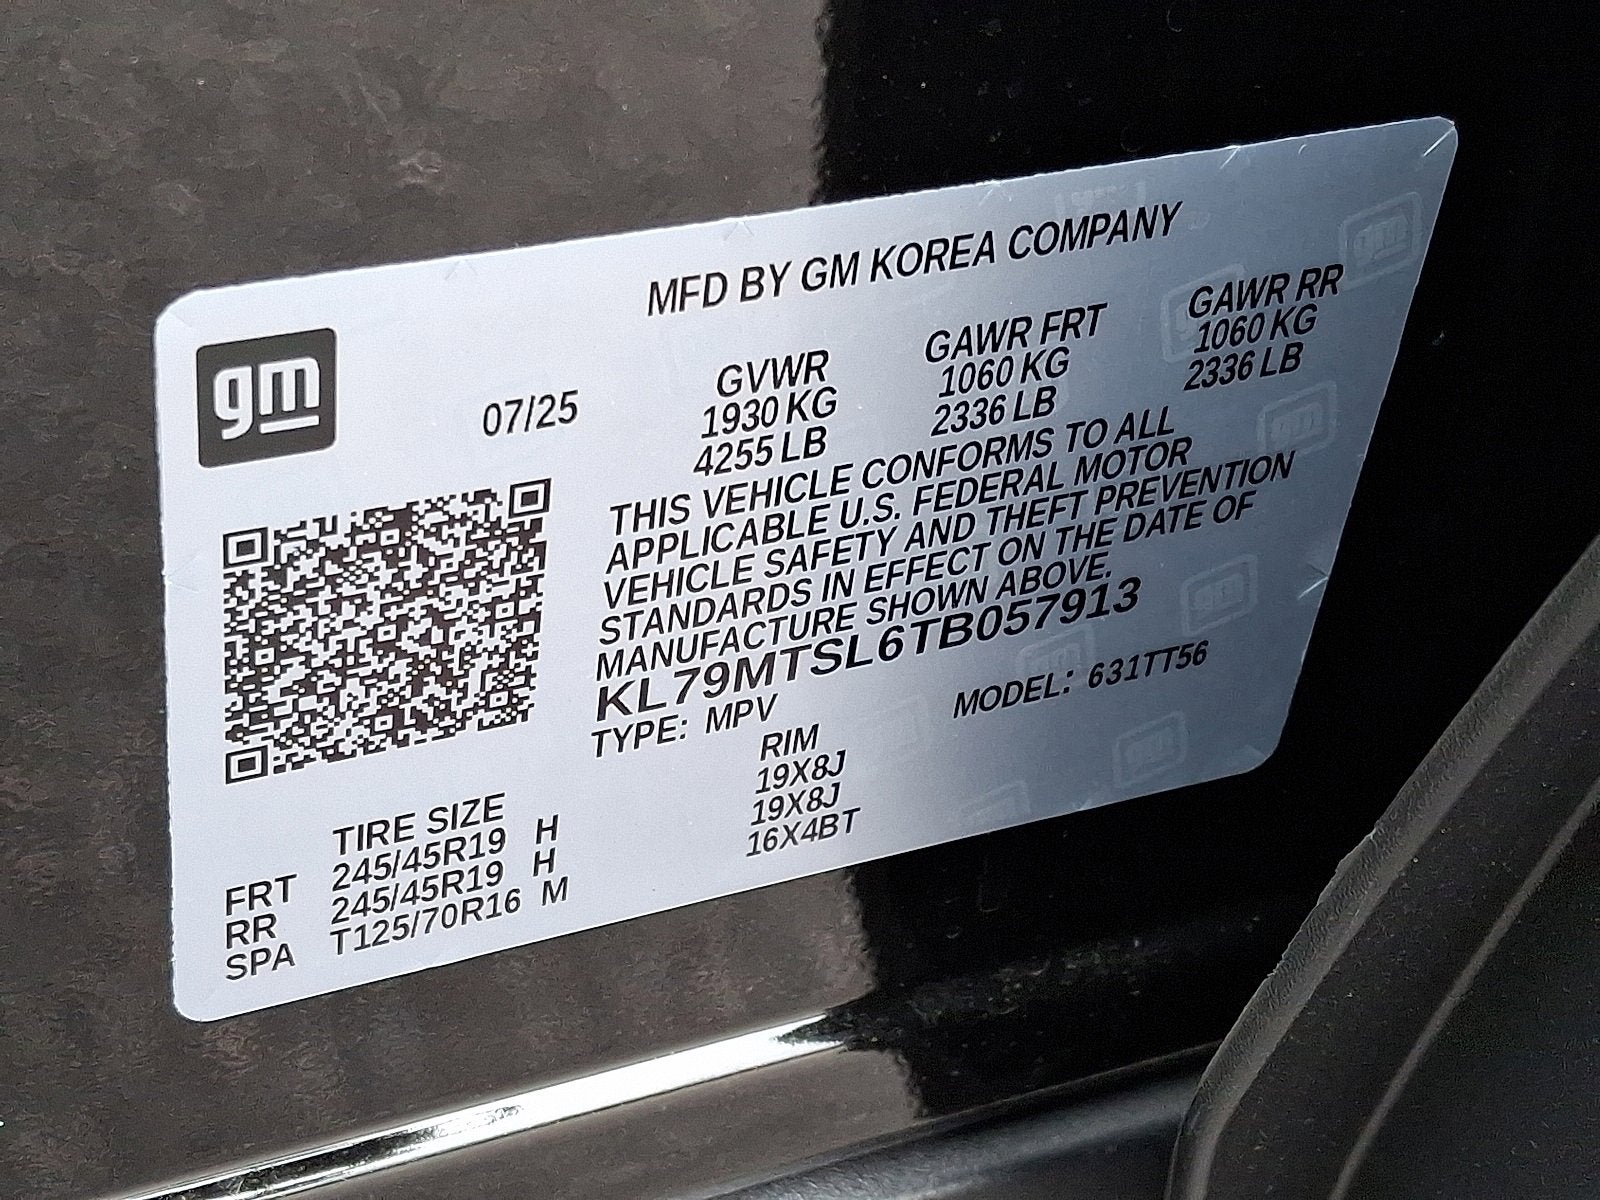 MFD BY GM KOREA COMPANY
gm
07/25
GVWR
1930 KG
4255 LB
GAWR FRT
1060 KG
2336 LB
GAWR RR
1060 KG
2336 LB
THIS VEHICLE CONFORMS TO ALL
APPLICABLE U.S. FEDERAL MOTOR
VEHICLE SAFETY AND THEFT PREVENTION
STANDARDS IN EFFECT ON THE DATE OF
MANUFACTURE SHOWN ABOVE.
KL79MTSL6TB057913
TYPE: MPV MODEL: 631TT56
TIRE SIZE RIM
FRT 245/45R19 H 19X8J
RR 245/45R19 H 19X8J
SPA T125/70R16 M 16X4BT